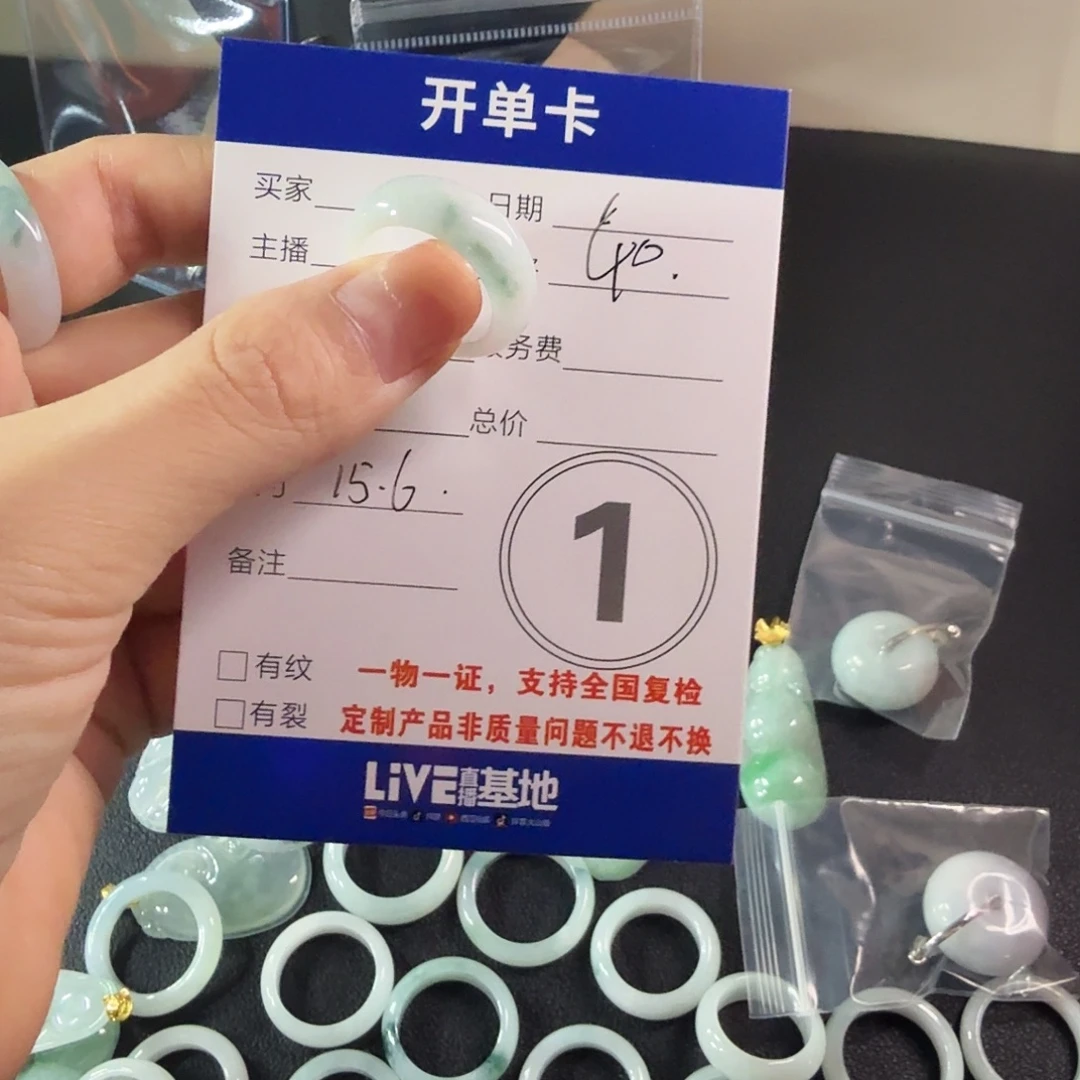 开单卡
买家 日期
主播 40.
务费
总价
15.6.
备注
1
有纹 一物一证，支持全国复检
有裂 定制产品非质量问题不退不换
LiVE直播基地